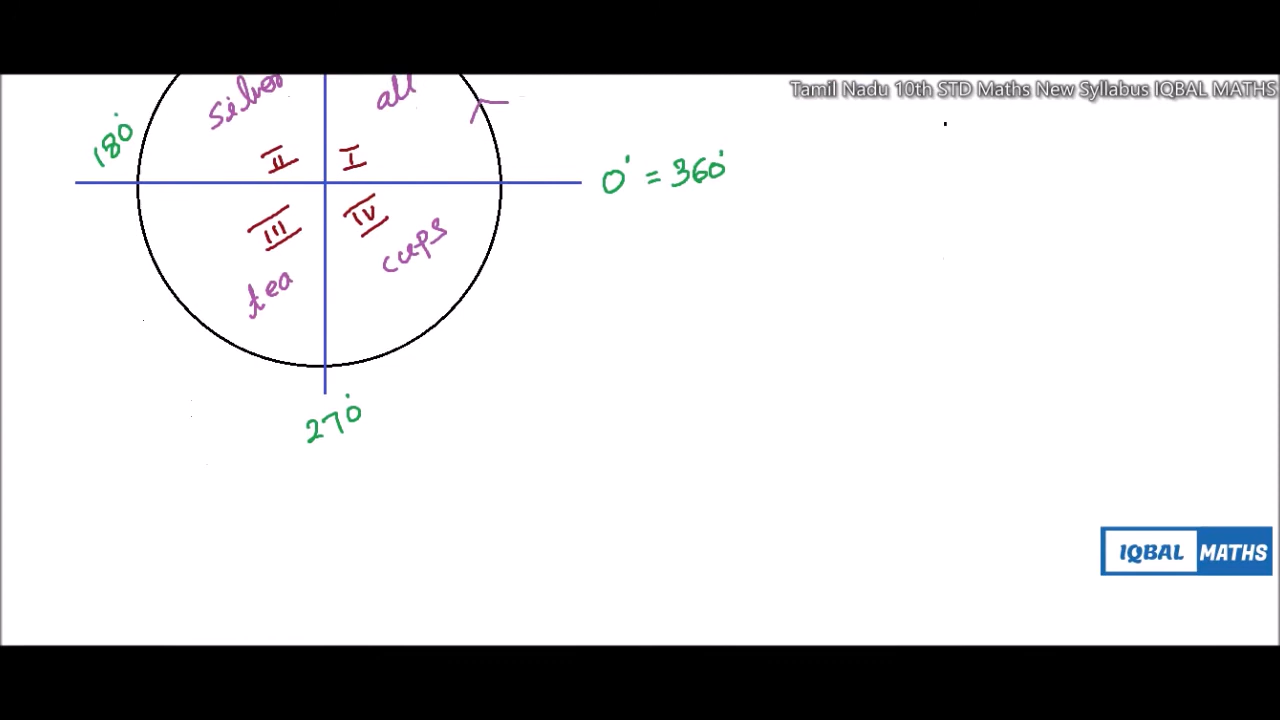 Tamil Nadu 10th STD Maths New Syllabus IQBAL MATHS
silver all
180°
II I
0° = 360°
III IV
tea cups
270°
IQBAL MATHS